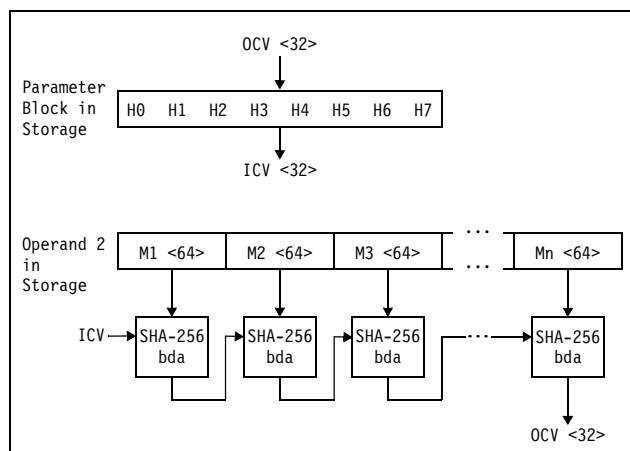 OCV <32>
Parameter
Block in
Storage
H0 H1 H2 H3 H4 H5 H6 H7
ICV <32>
Operand 2
in
Storage
M1 <64> M2 <64> M3 <64> ... ... Mn <64>
ICV
SHA-256
bda
SHA-256
bda
SHA-256
bda
...
SHA-256
bda
OCV <32>